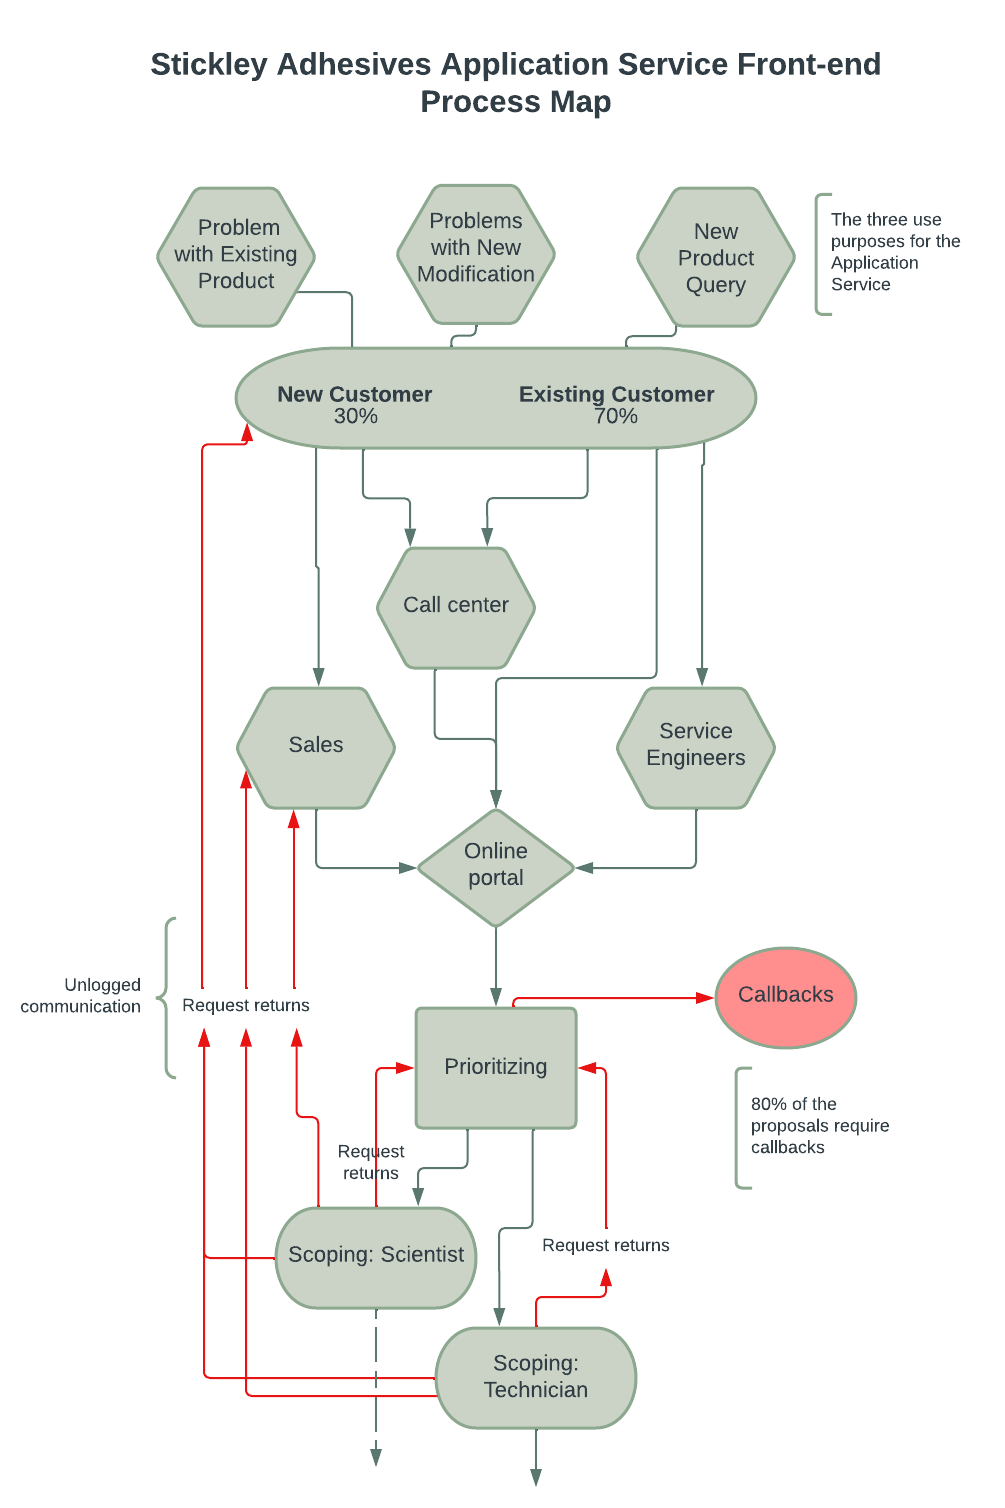 Stickley Adhesives Application Service Front-end
Process Map
Problem
with Existing
Product
Problems
with New
Modification
New
Product
Query
The three use
purposes for the
Application
Service
New Customer
30%
Existing Customer
70%
Call center
Sales
Service
Engineers
Online
portal
Unlogged
communication
Request returns
Callbacks
Prioritizing
80% of the
proposals require
callbacks
Request
returns
Scoping: Scientist
Request returns
Scoping:
Technician